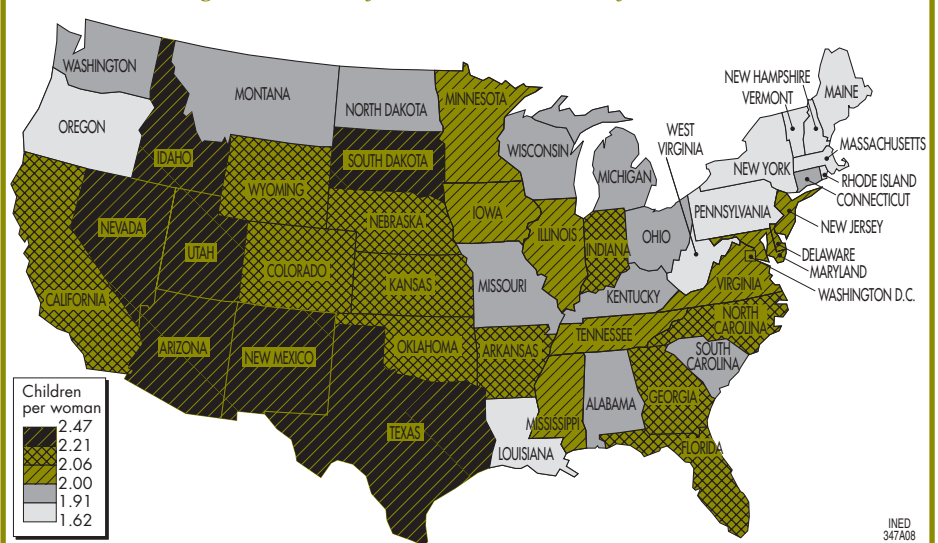 WASHINGTON
MONTANA
NORTH DAKOTA
MINNESOTA
NEW HAMPSHIRE
VERMONT
MAINE
OREGON
IDAHO
SOUTH DAKOTA
WISCONSIN
MICHIGAN
WEST
VIRGINIA
NEW YORK
MASSACHUSETTS
RHODE ISLAND
CONNECTICUT
WYOMING
NEBRASKA
IOWA
ILLINOIS
INDIANA
OHIO
PENNSYLVANIA
NEW JERSEY
NEVADA
UTAH
COLORADO
KANSAS
MISSOURI
KENTUCKY
VIRGINIA
DELAWARE
MARYLAND
WASHINGTON D.C.
CALIFORNIA
ARIZONA
NEW MEXICO
OKLAHOMA
ARKANSAS
TENNESSEE
NORTH
CAROLINA
SOUTH
CAROLINA
TEXAS
LOUISIANA
MISSISSIPPI
ALABAMA
GEORGIA
FLORIDA
Children
per woman
2.47
2.21
2.06
2.00
1.91
1.62
INED
347A08